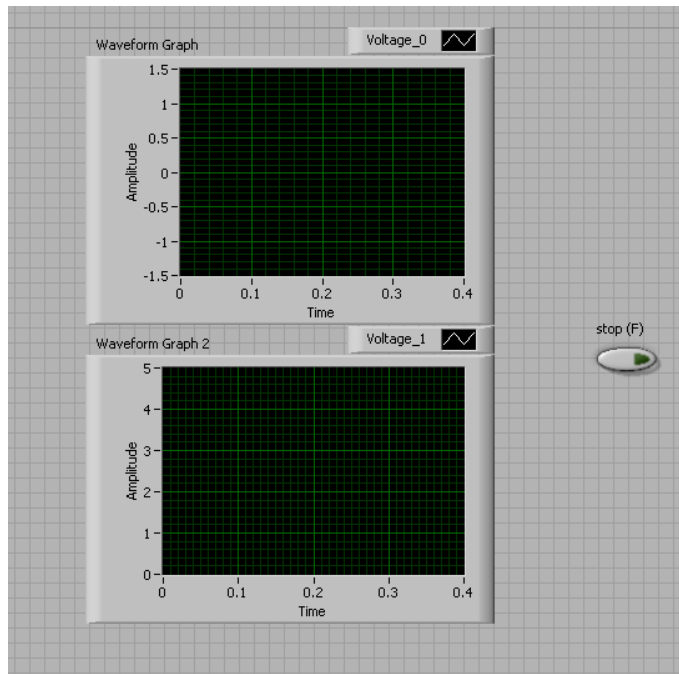 Waveform Graph
Voltage_0
1.5
1
0.5
0
-0.5
-1
-1.5
Amplitude
0 0.1 0.2 0.3 0.4
Time
stop (F)
Waveform Graph 2
Voltage_1
5
4
3
2
1
0
Amplitude
0 0.1 0.2 0.3 0.4
Time